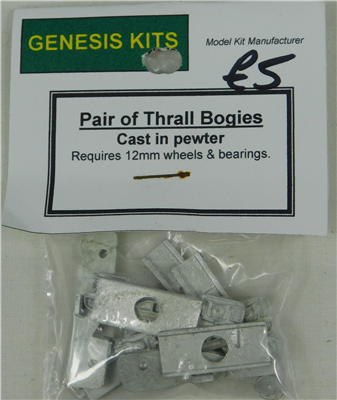 GENESIS KITS
Model Kit Manufacturer
£5
Pair of Thrall Bogies
Cast in pewter
Requires 12mm wheels & bearings.